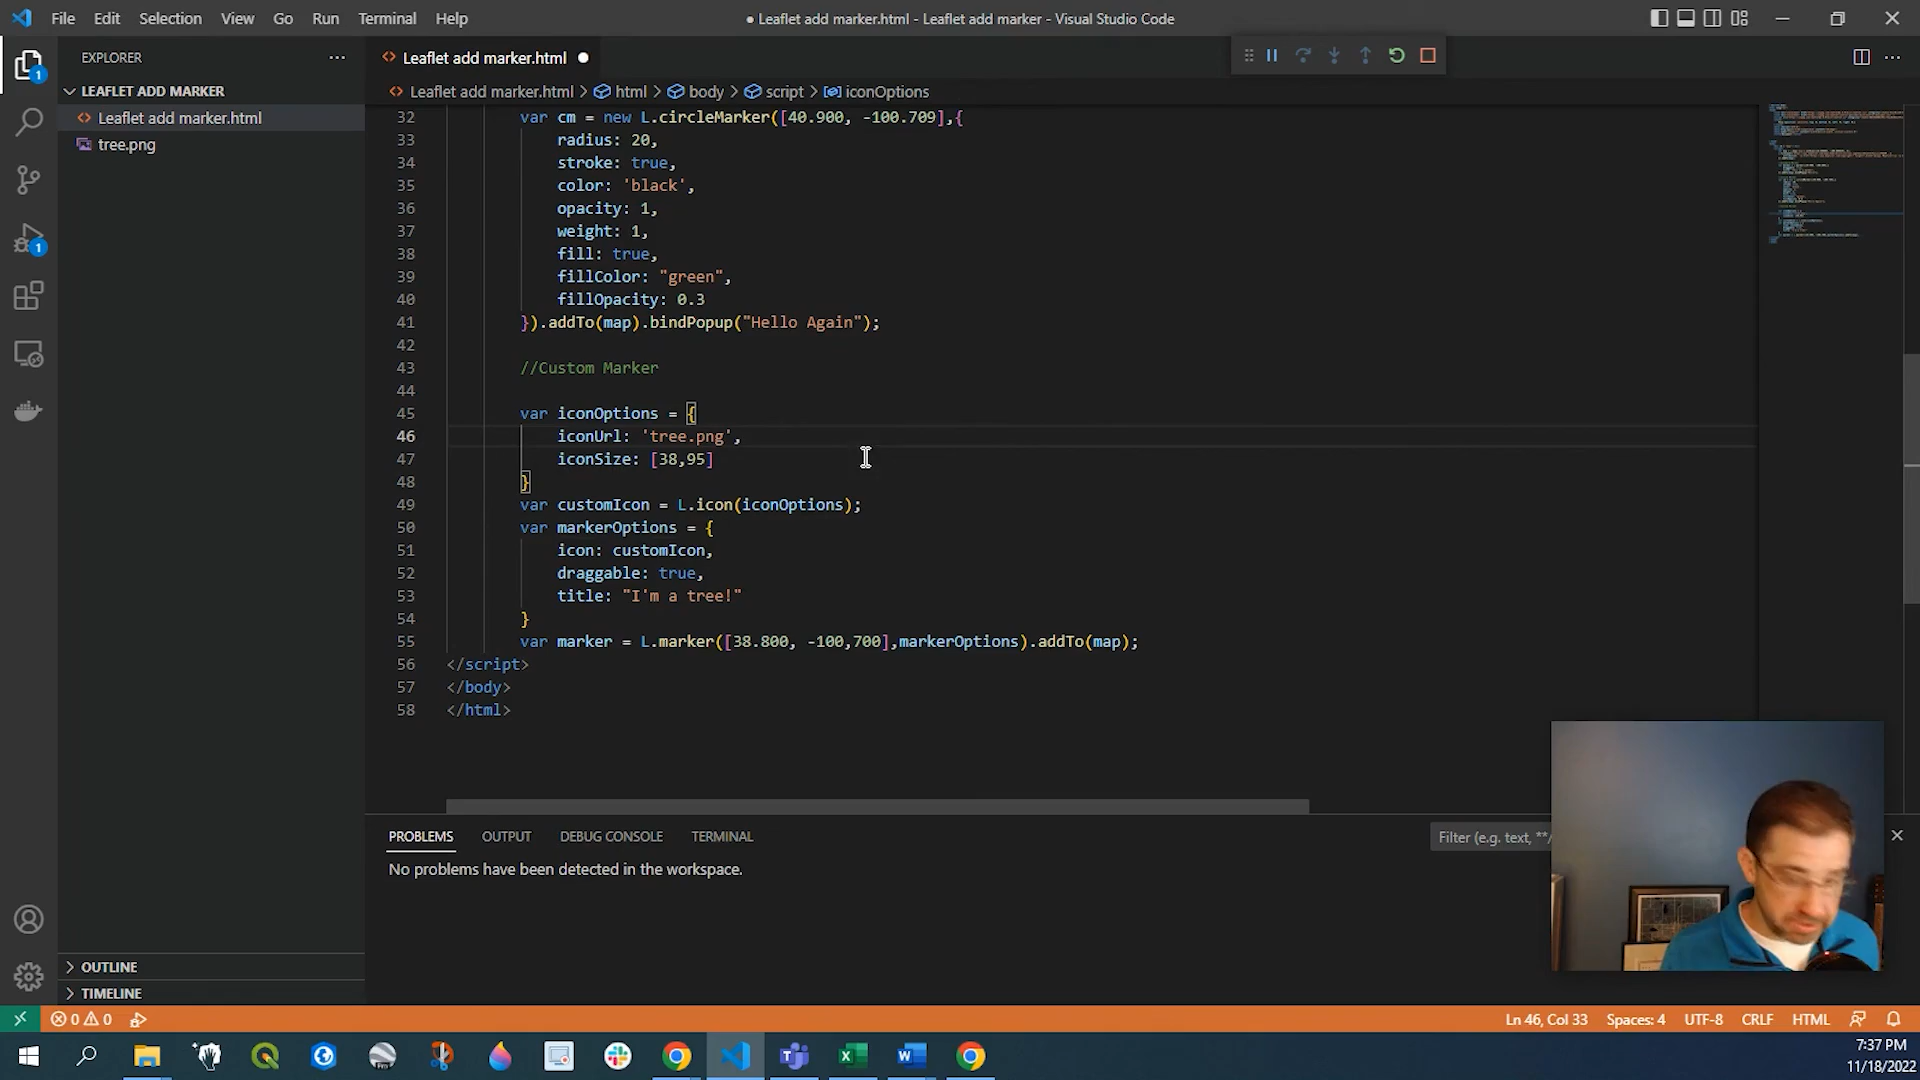 File Edit Selection View Go Run Terminal Help
● Leaflet add marker.html - Leaflet add marker - Visual Studio Code
EXPLORER
LEAFLET ADD MARKER
Leaflet add marker.html
tree.png
OUTLINE
TIMELINE
Leaflet add marker.html
Leaflet add marker.html > html > body > script > iconOptions
32 var cm = new L.circleMarker([40.900, -100.709],{
33 radius: 20,
34 stroke: true,
35 color: 'black',
36 opacity: 1,
37 weight: 1,
38 fill: true,
39 fillColor: "green",
40 fillOpacity: 0.3
41 }).addTo(map).bindPopup("Hello Again");
42
43 //Custom Marker
44
45 var iconOptions = {
46 iconUrl: 'tree.png',
47 iconSize: [38,95]
48 }
49 var customIcon = L.icon(iconOptions);
50 var markerOptions = {
51 icon: customIcon,
52 draggable: true,
53 title: "I'm a tree!"
54 }
55 var marker = L.marker([38.800, -100,700],markerOptions).addTo(map);
56 </script>
57 </body>
58 </html>
PROBLEMS OUTPUT DEBUG CONSOLE TERMINAL
Filter (e.g. text, **/
No problems have been detected in the workspace.
1
1
0 0
Ln 46, Col 33 Spaces: 4 UTF-8 CRLF HTML
7:37 PM
11/18/2022